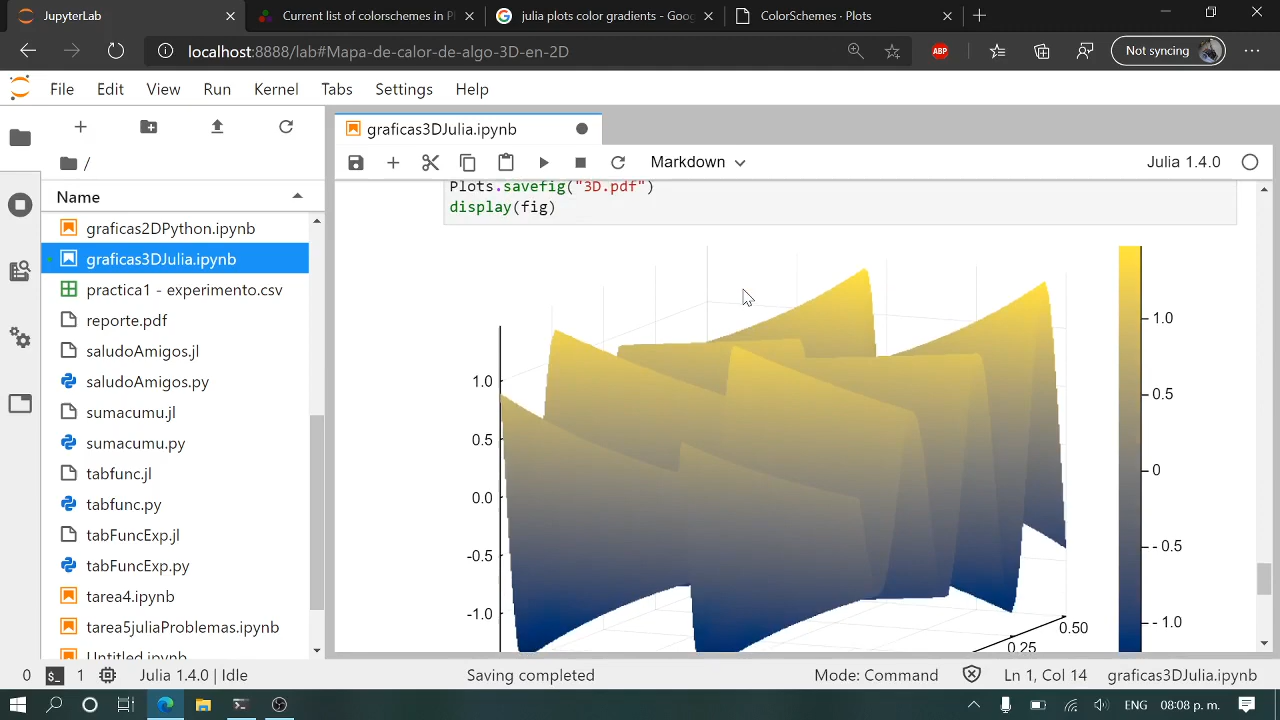 JupyterLab
Current list of colorschemes in Pl
julia plots color gradients - Goog
ColorSchemes · Plots
localhost:8888/lab#Mapa-de-calor-de-algo-3D-en-2D
ABP
Not syncing
File Edit View Run Kernel Tabs Settings Help
graficas3DJulia.ipynb
/
Markdown
Julia 1.4.0
Name
graficas2DPython.ipynb
graficas3DJulia.ipynb
practica1 - experimento.csv
reporte.pdf
saludoAmigos.jl
saludoAmigos.py
sumacumu.jl
sumacumu.py
tabfunc.jl
tabfunc.py
tabFuncExp.jl
tabFuncExp.py
tarea4.ipynb
tarea5juliaProblemas.ipynb
Untitled.ipynb
Plots.savefig("3D.pdf")
display(fig)
1.0
0.5
0.0
-0.5
-1.0
0.50
0.25
1.0
0.5
0
- 0.5
- 1.0
0
$_
1
Julia 1.4.0 | Idle
Saving completed
Mode: Command
Ln 1, Col 14
graficas3DJulia.ipynb
ENG
08:08 p. m.